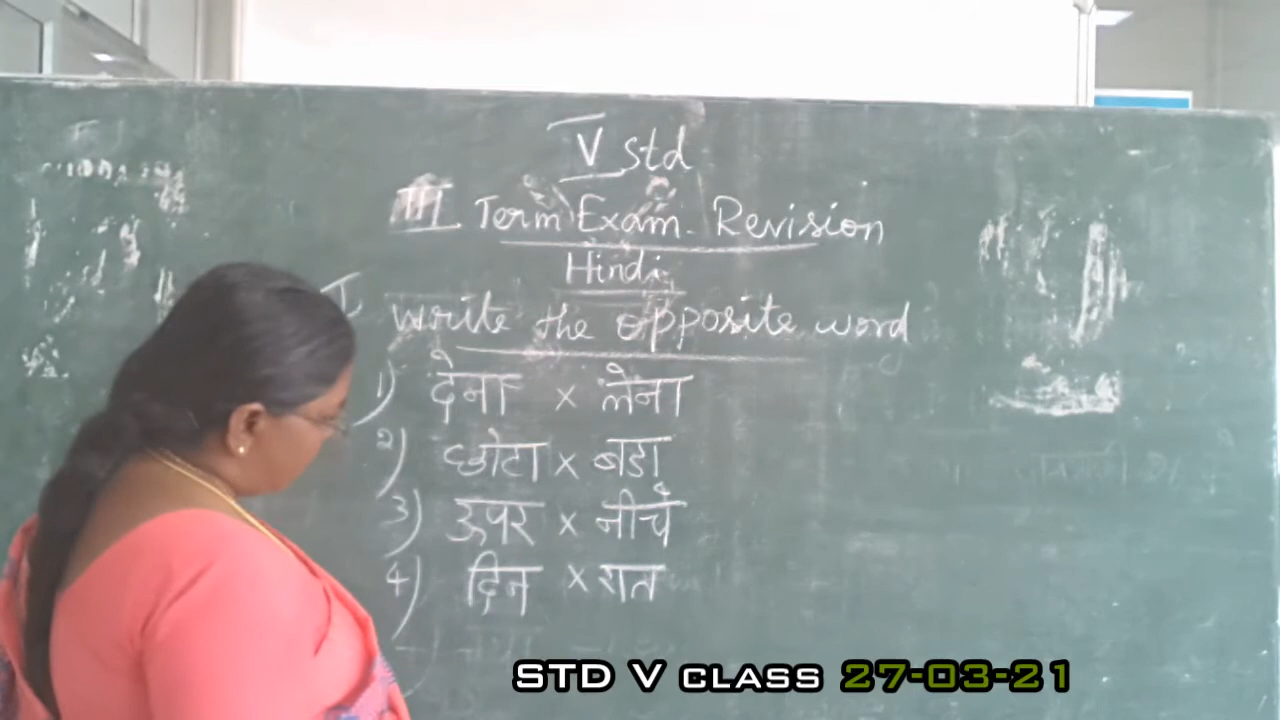 V Std
III Term Exam. Revision
Hindi
I. write the opposite word
1) देना × लेना
2) छोटा × बडा
3) ऊपर × नीचे
4) दिन × रात
STD V CLASS 27-03-21